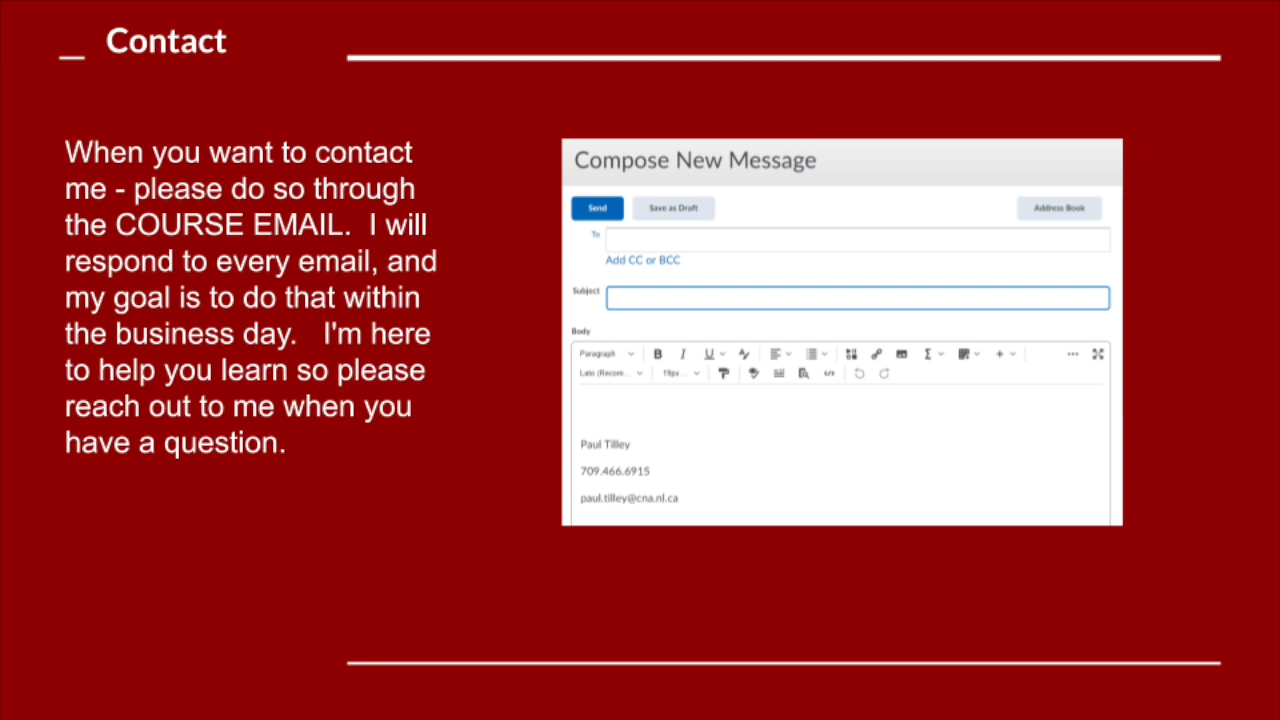 Contact
When you want to contact
me - please do so through
the COURSE EMAIL. I will
respond to every email, and
my goal is to do that within
the business day. I'm here
to help you learn so please
reach out to me when you
have a question.
Compose New Message
Send Save as Draft Address Book
To
Add CC or BCC
Subject
Body
Paragraph
Lato (Recom... 19px ...
Paul Tilley
709.466.6915
paul.tilley@cna.nl.ca